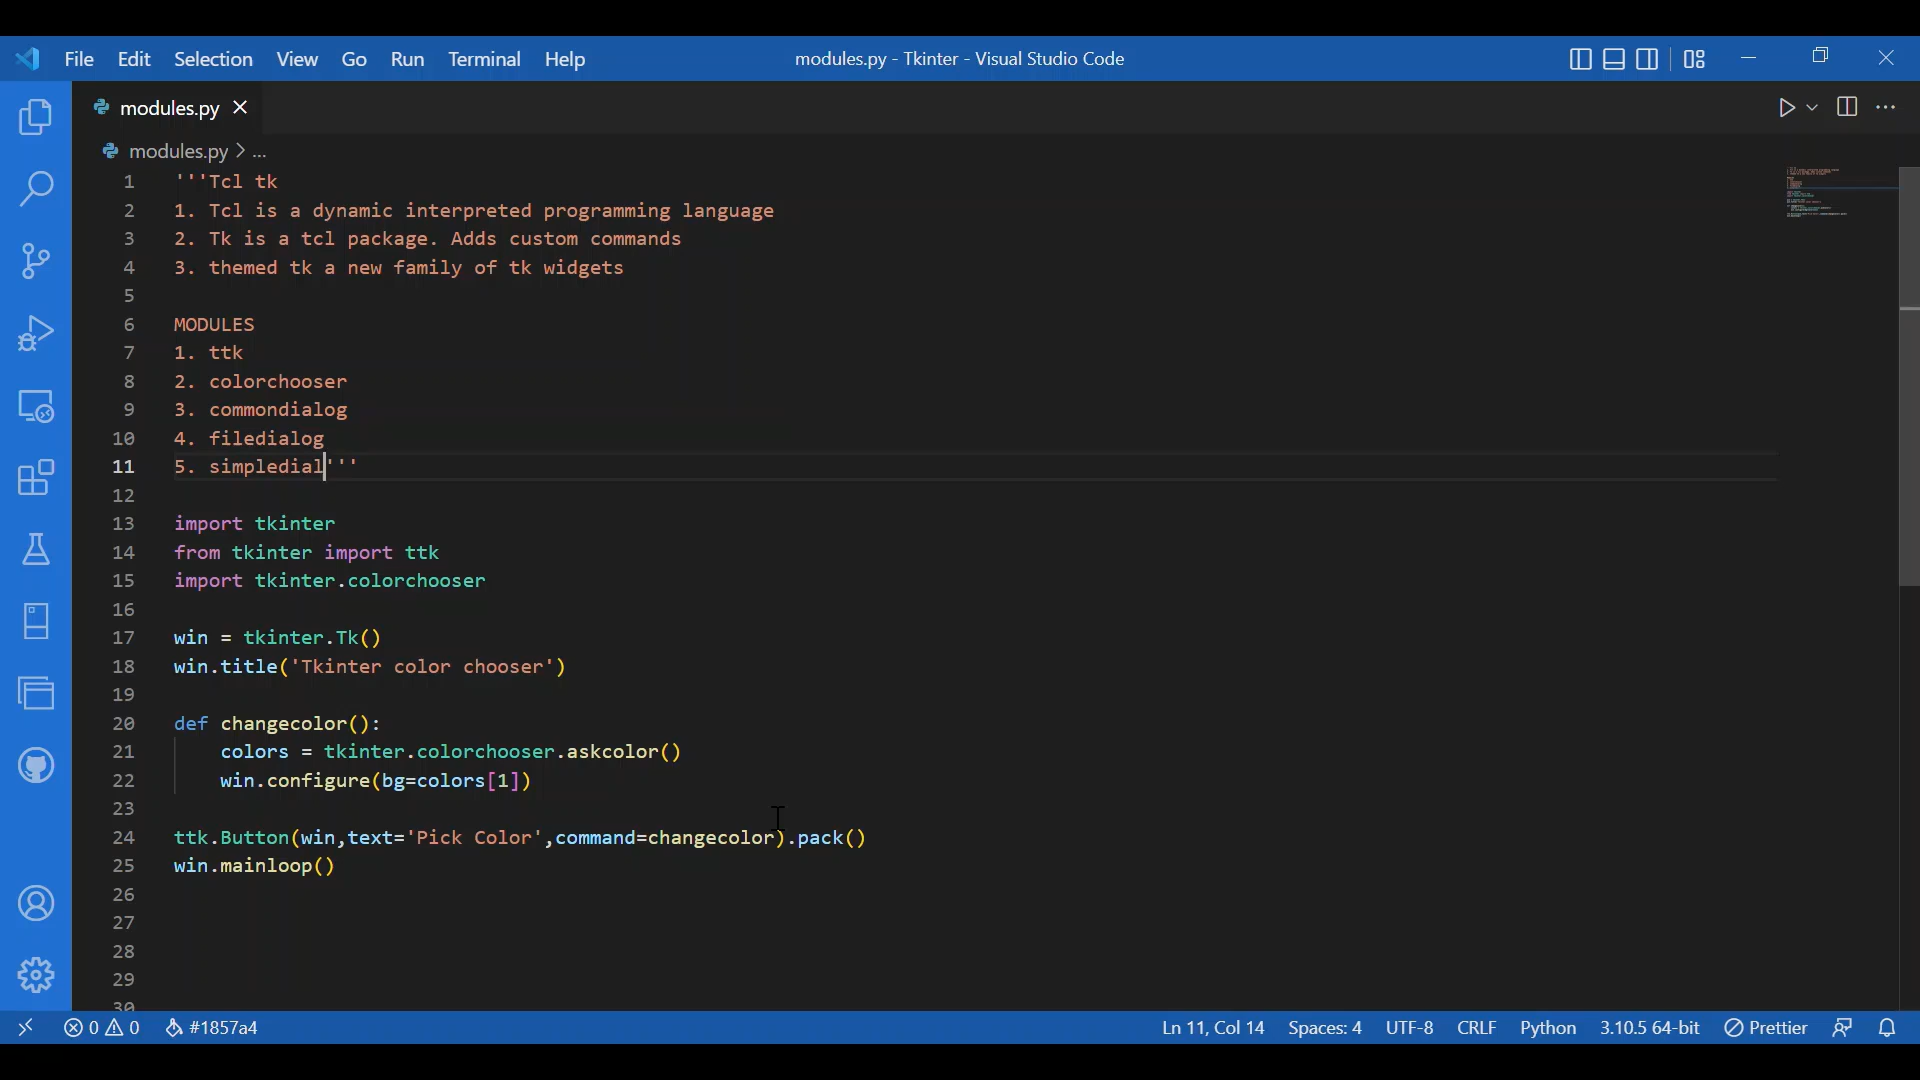 File Edit Selection View Go Run Terminal Help modules.py - Tkinter - Visual Studio Code
modules.py
modules.py > ...
1 '''Tcl tk
2 1. Tcl is a dynamic interpreted programming language
3 2. Tk is a tcl package. Adds custom commands
4 3. themed tk a new family of tk widgets
5
6 MODULES
7 1. ttk
8 2. colorchooser
9 3. commondialog
10 4. filedialog
11 5. simpledial'''
12
13 import tkinter
14 from tkinter import ttk
15 import tkinter.colorchooser
16
17 win = tkinter.Tk()
18 win.title('Tkinter color chooser')
19
20 def changecolor():
21     colors = tkinter.colorchooser.askcolor()
22     win.configure(bg=colors[1])
23
24 ttk.Button(win,text='Pick Color',command=changecolor).pack()
25 win.mainloop()
26
27
28
29
30
0 0 #1857a4 Ln 11, Col 14 Spaces: 4 UTF-8 CRLF Python 3.10.5 64-bit Prettier